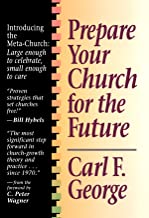 Introducing
the
Meta-Church:
Large enough
to celebrate,
small enough
to care
"Proven
strategies that
set churches
free!"
—Bill Hybels
"The most
significant step
forward in
church-growth
theory and
practice . . .
since 1970."
—from the
foreword by
C. Peter
Wagner
Prepare
Your
Church
for the
Future
Carl F.
George